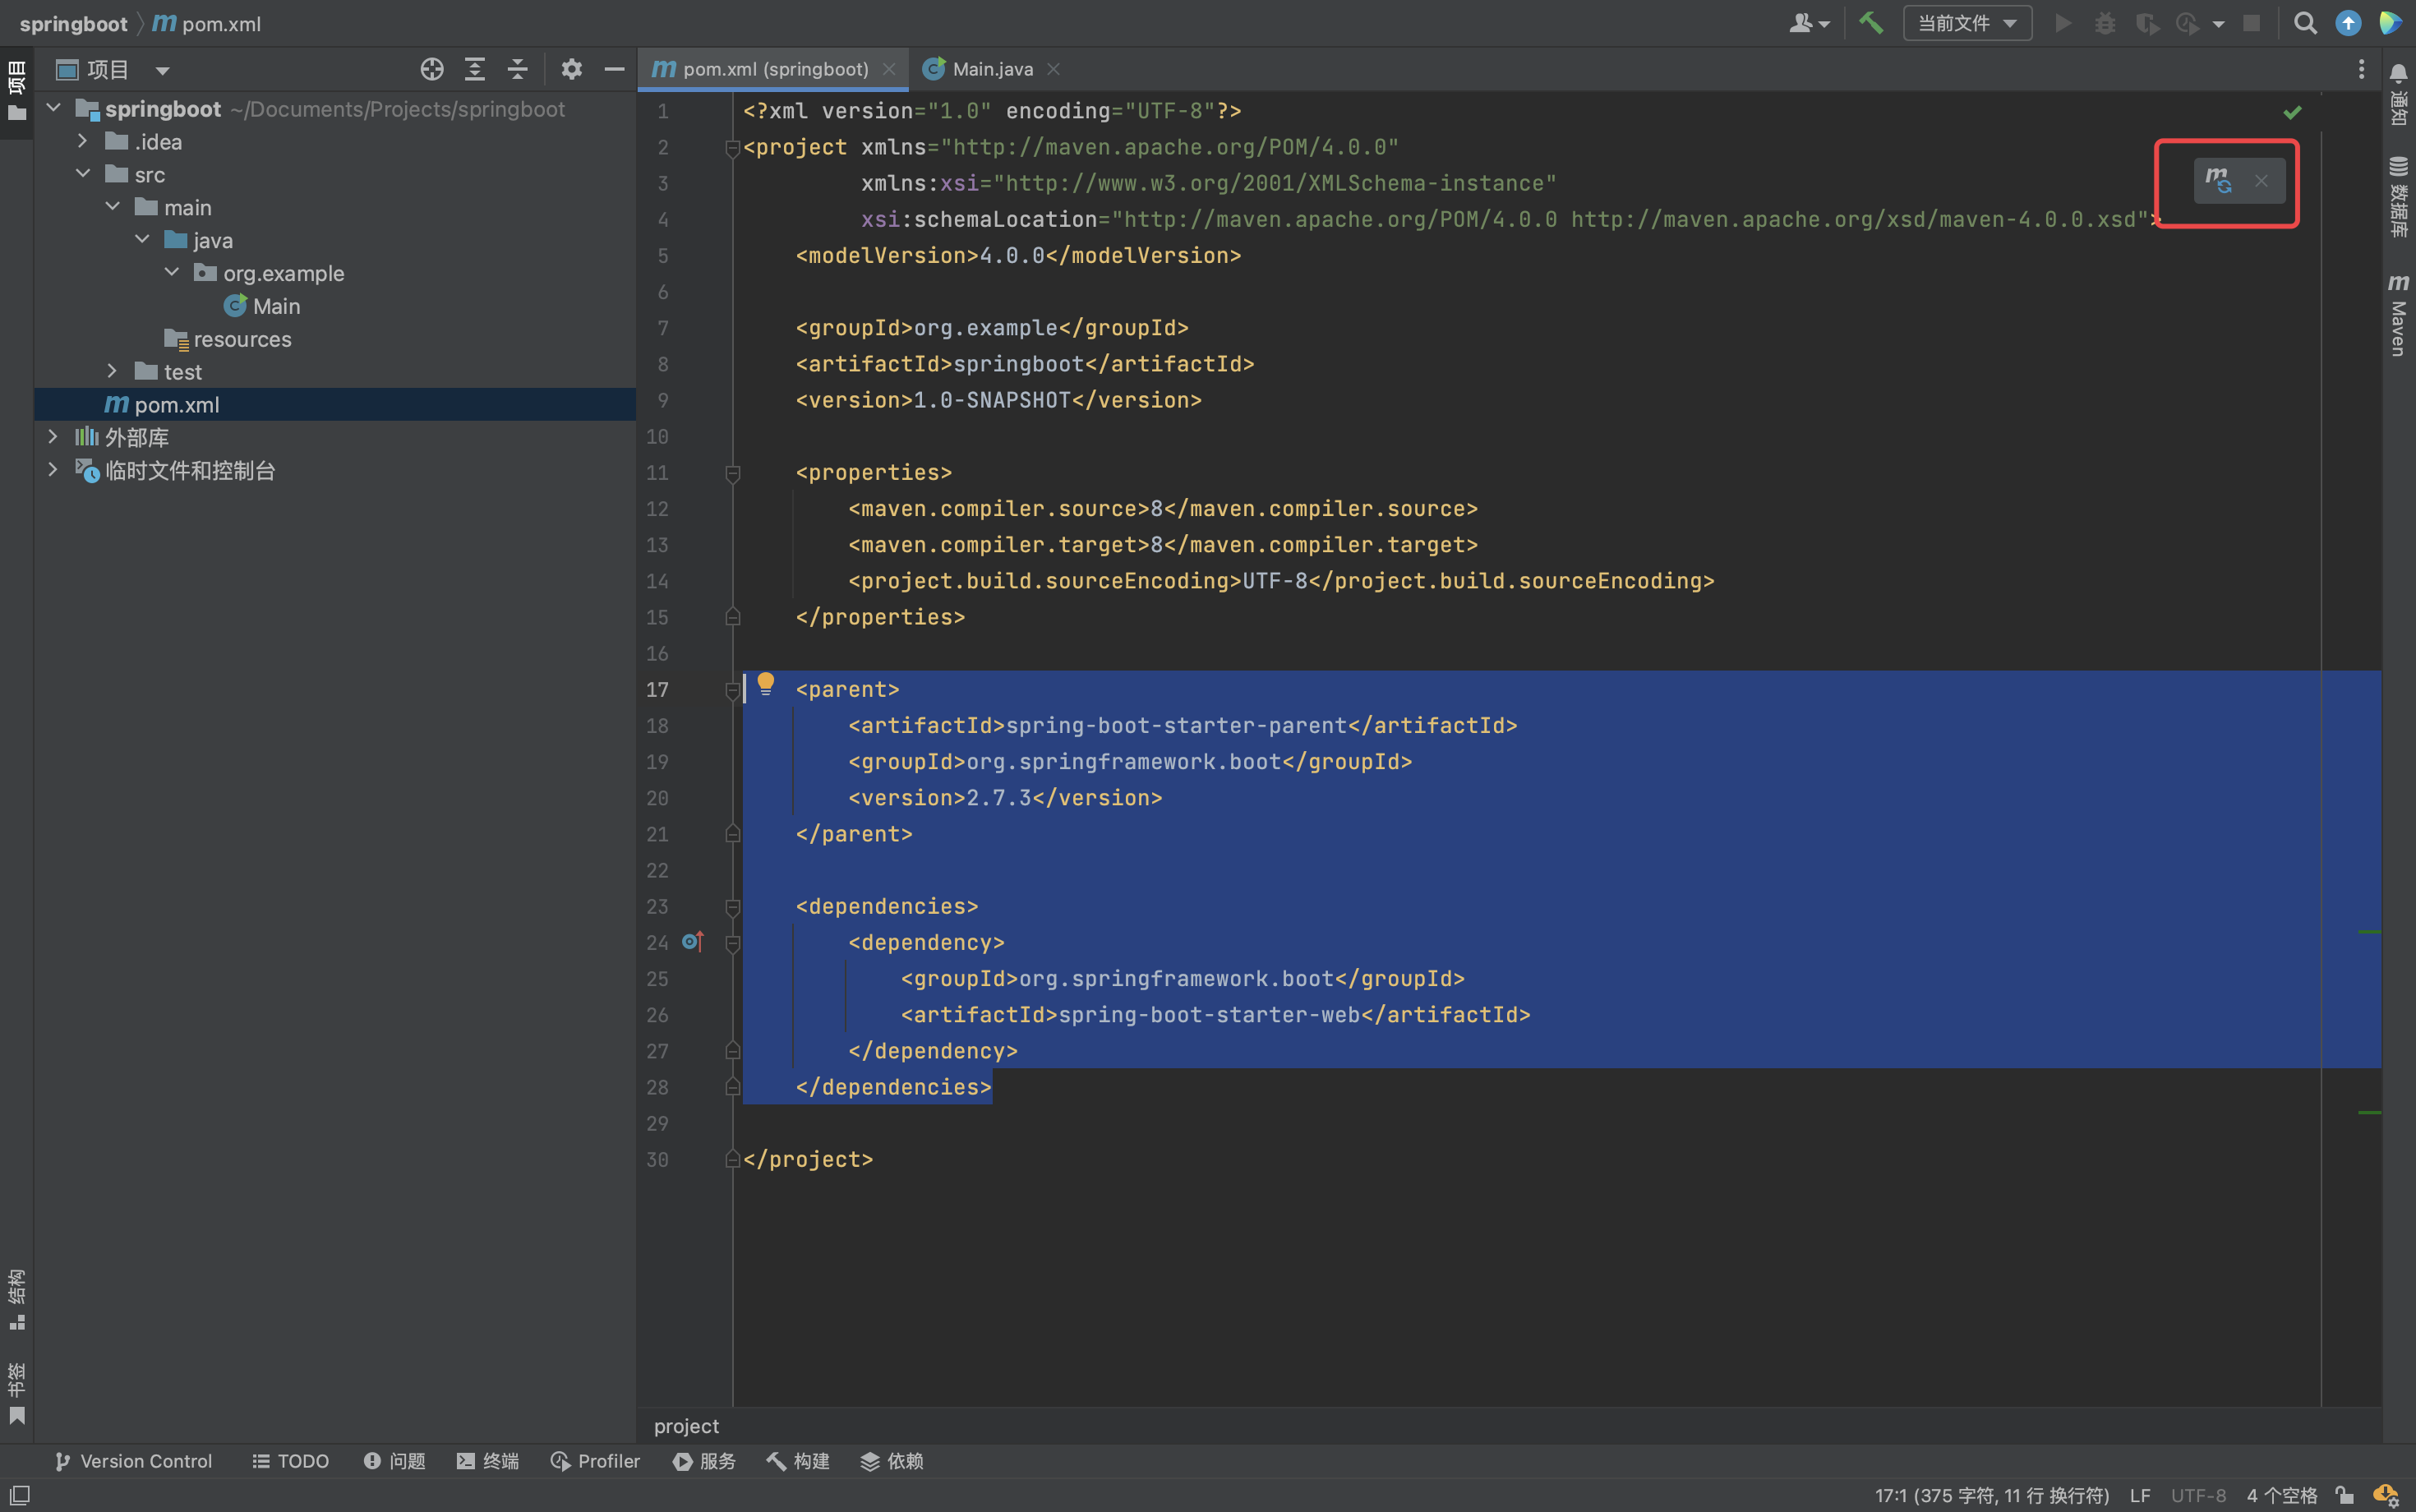 springboot pom.xml
当前文件
项目
项目
pom.xml (springboot)
Main.java
springboot ~/Documents/Projects/springboot
.idea
src
main
java
org.example
Main
resources
test
pom.xml
外部库
临时文件和控制台
1 <?xml version="1.0" encoding="UTF-8"?>
2 <project xmlns="http://maven.apache.org/POM/4.0.0"
3 xmlns:xsi="http://www.w3.org/2001/XMLSchema-instance"
4 xsi:schemaLocation="http://maven.apache.org/POM/4.0.0 http://maven.apache.org/xsd/maven-4.0.0.xsd">
5 <modelVersion>4.0.0</modelVersion>
6
7 <groupId>org.example</groupId>
8 <artifactId>springboot</artifactId>
9 <version>1.0-SNAPSHOT</version>
10
11 <properties>
12 <maven.compiler.source>8</maven.compiler.source>
13 <maven.compiler.target>8</maven.compiler.target>
14 <project.build.sourceEncoding>UTF-8</project.build.sourceEncoding>
15 </properties>
16
17 <parent>
18 <artifactId>spring-boot-starter-parent</artifactId>
19 <groupId>org.springframework.boot</groupId>
20 <version>2.7.3</version>
21 </parent>
22
23 <dependencies>
24 <dependency>
25 <groupId>org.springframework.boot</groupId>
26 <artifactId>spring-boot-starter-web</artifactId>
27 </dependency>
28 </dependencies>
29
30 </project>
通知
数据库
Maven
结构
书签
project
Version Control
TODO
问题
终端
Profiler
服务
构建
依赖
17:1 (375 字符, 11 行 换行符) LF UTF-8 4 个空格